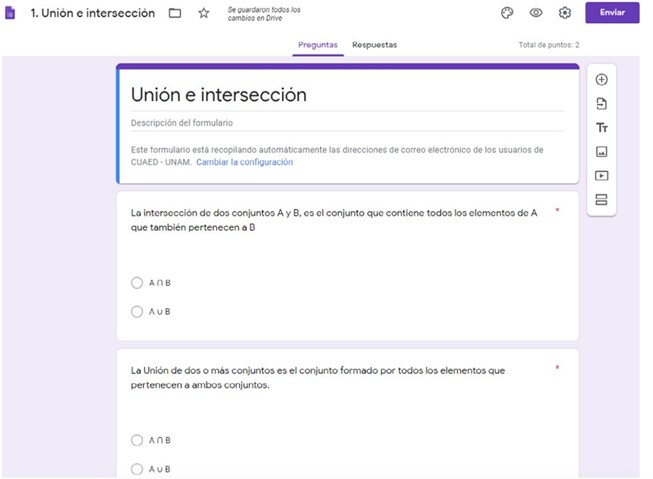 1. Unión e intersección
Se guardaron todos los
cambios en Drive
Enviar
Preguntas
Respuestas
Total de puntos: 2
Unión e intersección
Descripción del formulario
Este formulario está recopilando automáticamente las direcciones de correo electrónico de los usuarios de
CUAED - UNAM. Cambiar la configuración
La intersección de dos conjuntos A y B, es el conjunto que contiene todos los elementos de A *
que también pertenecen a B
A ∩ B
A ∪ B
La Unión de dos o más conjuntos es el conjunto formado por todos los elementos que *
pertenecen a ambos conjuntos.
A ∩ B
A ∪ B
Tт